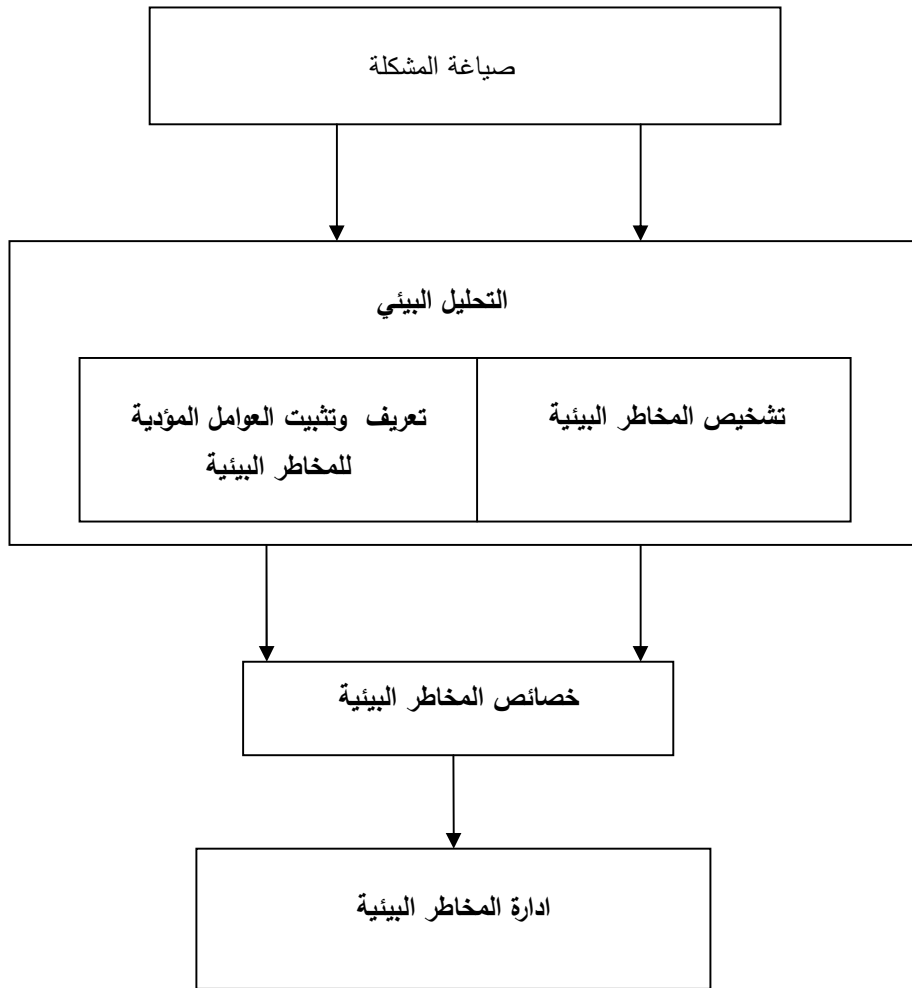 صياغة المشكلة
التحليل البيئي
تشخيص المخاطر البيئية
تعريف وتثبيت العوامل المؤدية
للمخاطر البيئية
خصائص المخاطر البيئية
ادارة المخاطر البيئية